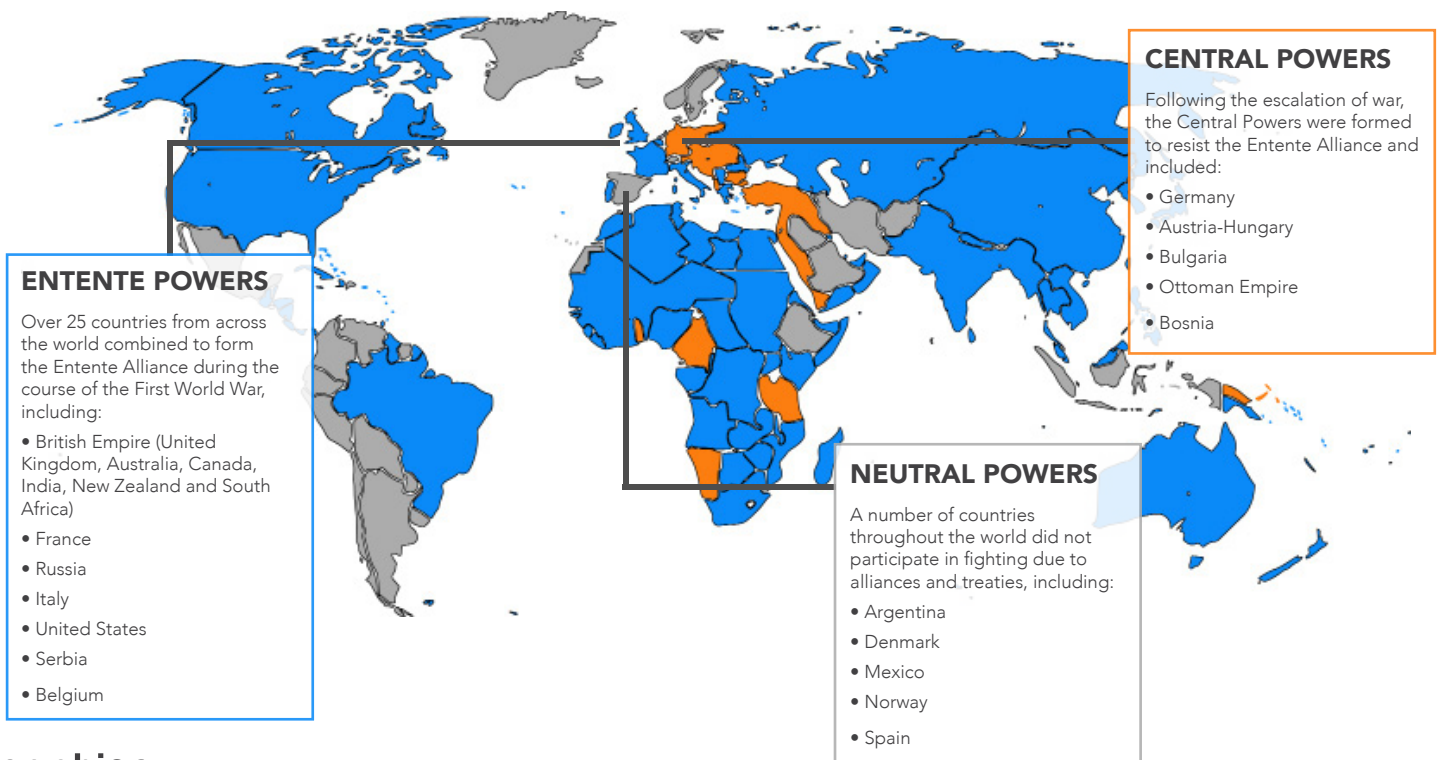 CENTRAL POWERS
Following the escalation of war,
the Central Powers were formed
to resist the Entente Alliance and
included:
• Germany
• Austria-Hungary
• Bulgaria
• Ottoman Empire
• Bosnia
ENTENTE POWERS
Over 25 countries from across
the world combined to form
the Entente Alliance during the
course of the First World War,
including:
• British Empire (United
Kingdom, Australia, Canada,
India, New Zealand and South
Africa)
• France
• Russia
• Italy
• United States
• Serbia
• Belgium
NEUTRAL POWERS
A number of countries
throughout the world did not
participate in fighting due to
alliances and treaties, including:
• Argentina
• Denmark
• Mexico
• Norway
• Spain